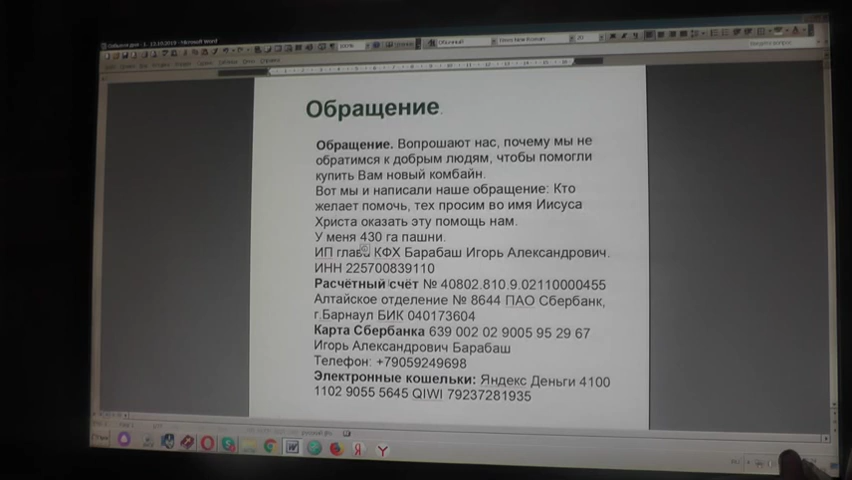 Обращение.
Обращение. Вопрошают нас, почему мы не
обратимся к добрым людям, чтобы помогли
купить Вам новый комбайн.
Вот мы и написали наше обращение: Кто
желает помочь, тех просим во имя Иисуса
Христа оказать эту помощь нам.
У меня 430 га пашни.
ИП глава КФХ Барабаш Игорь Александрович.
ИНН 225700839110
Расчётный счёт № 40802.810.9.02110000455
Алтайское отделение № 8644 ПАО Сбербанк,
г.Барнаул БИК 040173604
Карта Сбербанка 639 002 02 9005 95 29 67
Игорь Александрович Барабаш
Телефон: +79059249698
Электронные кошельки: Яндекс Деньги 4100
1102 9055 5645 QIWI 79237281935